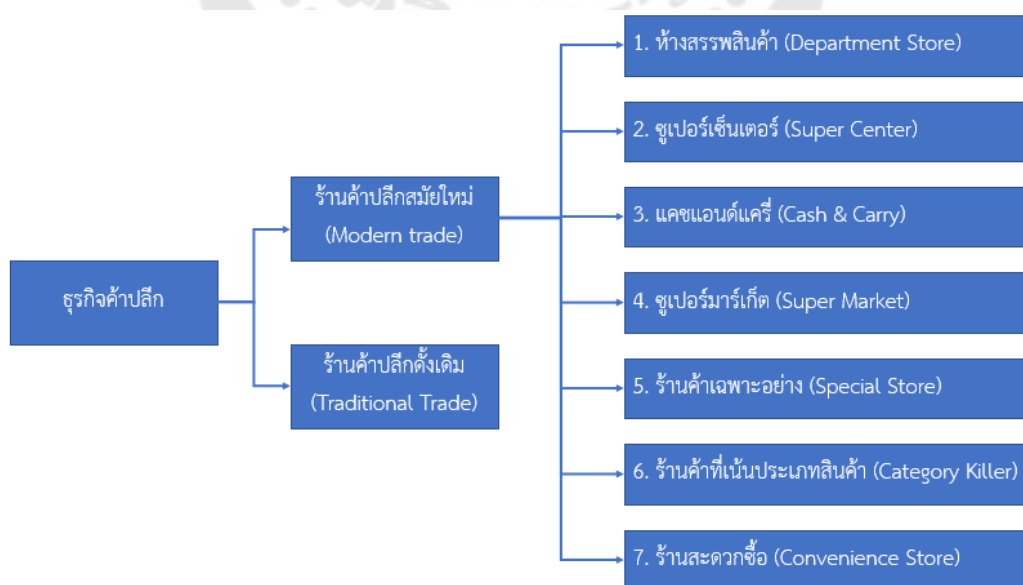 ธุรกิจค้าปลีก
ร้านค้าปลีกสมัยใหม่
(Modern trade)
ร้านค้าปลีกดั้งเดิม
(Traditional Trade)
1. ห้างสรรพสินค้า (Department Store)
2. ซูเปอร์เซ็นเตอร์ (Super Center)
3. แคชแอนด์แครี่ (Cash & Carry)
4. ซูเปอร์มาร์เก็ต (Super Market)
5. ร้านค้าเฉพาะอย่าง (Special Store)
6. ร้านค้าที่เน้นประเภทสินค้า (Category Killer)
7. ร้านสะดวกซื้อ (Convenience Store)